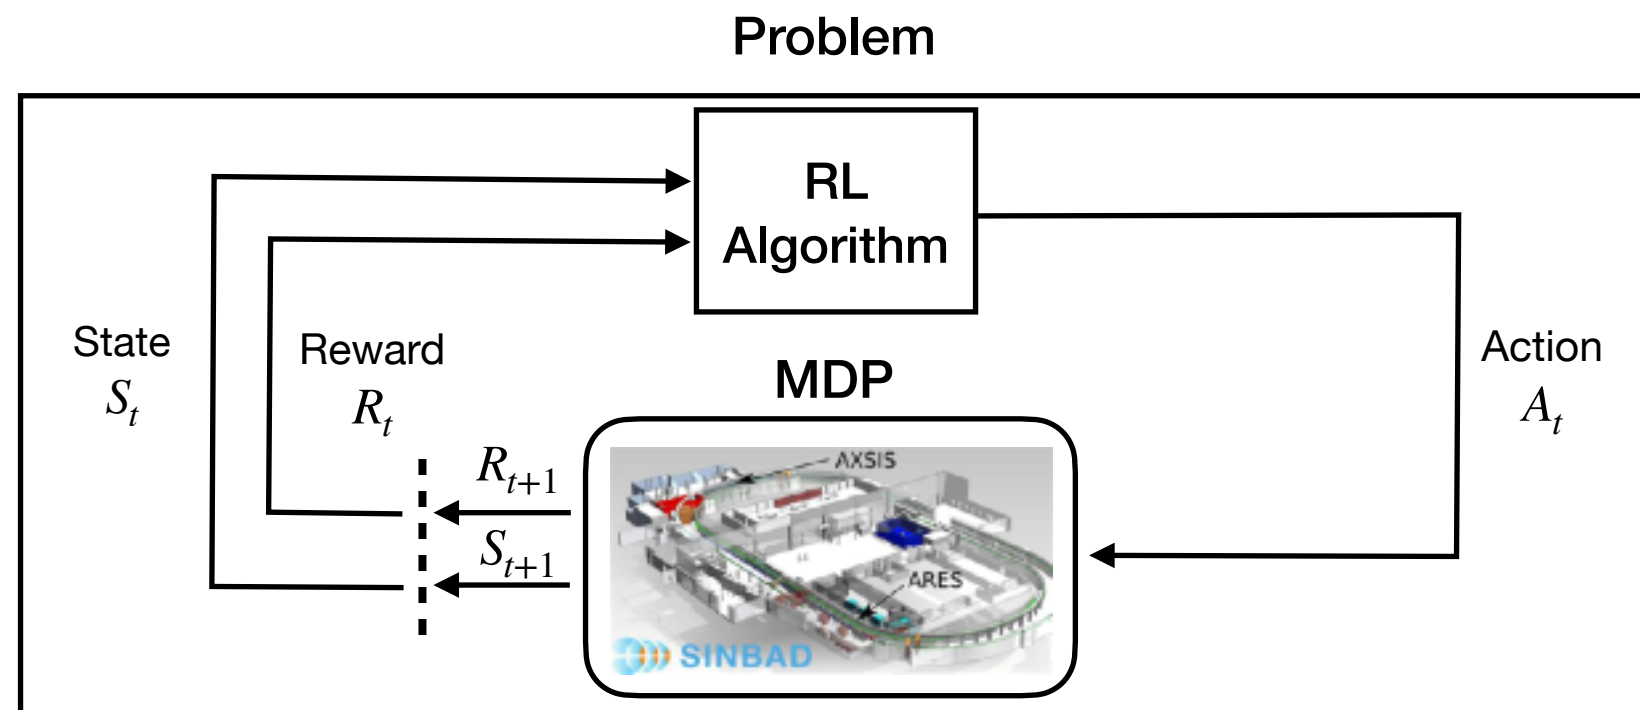 Problem
RL
Algorithm
State
S_t
Reward
R_t
MDP
Action
A_t
R_{t+1}
S_{t+1}
AXSIS
ARES
SINBAD